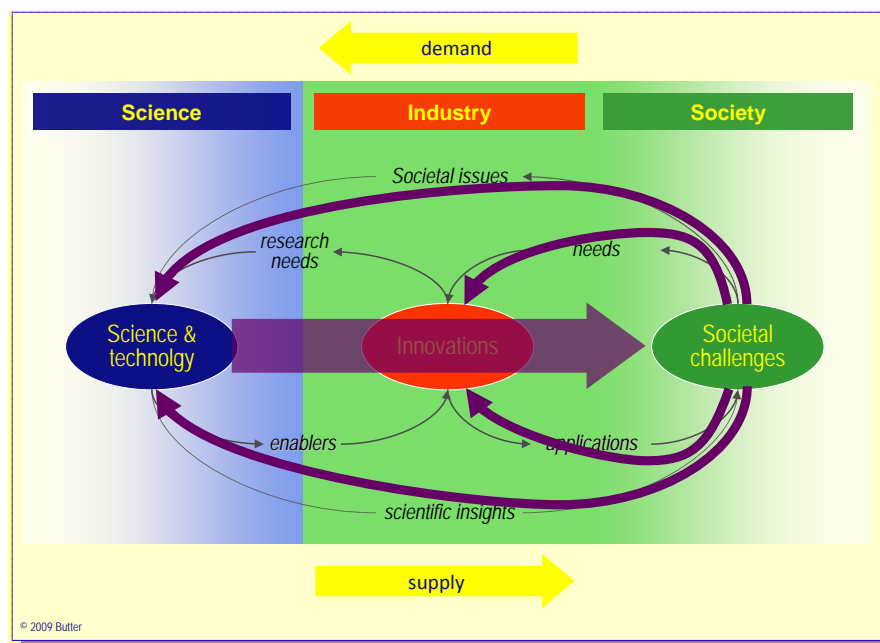 demand
Science
Industry
Society
Societal issues
research
needs
needs
Science &
technolgy
Innovations
Societal
challenges
enablers
applications
scientific insights
supply
© 2009 Butter